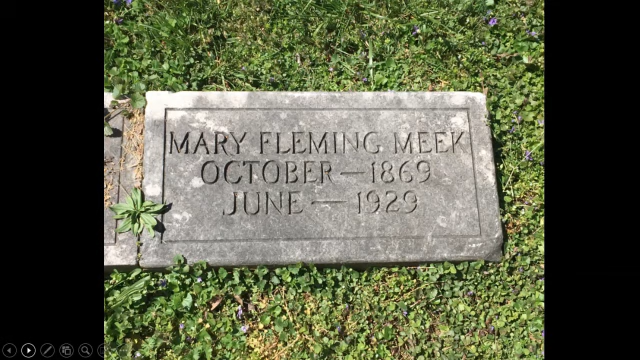 MARY FLEMING MEEK
OCTOBER — 1869
JUNE — 1929